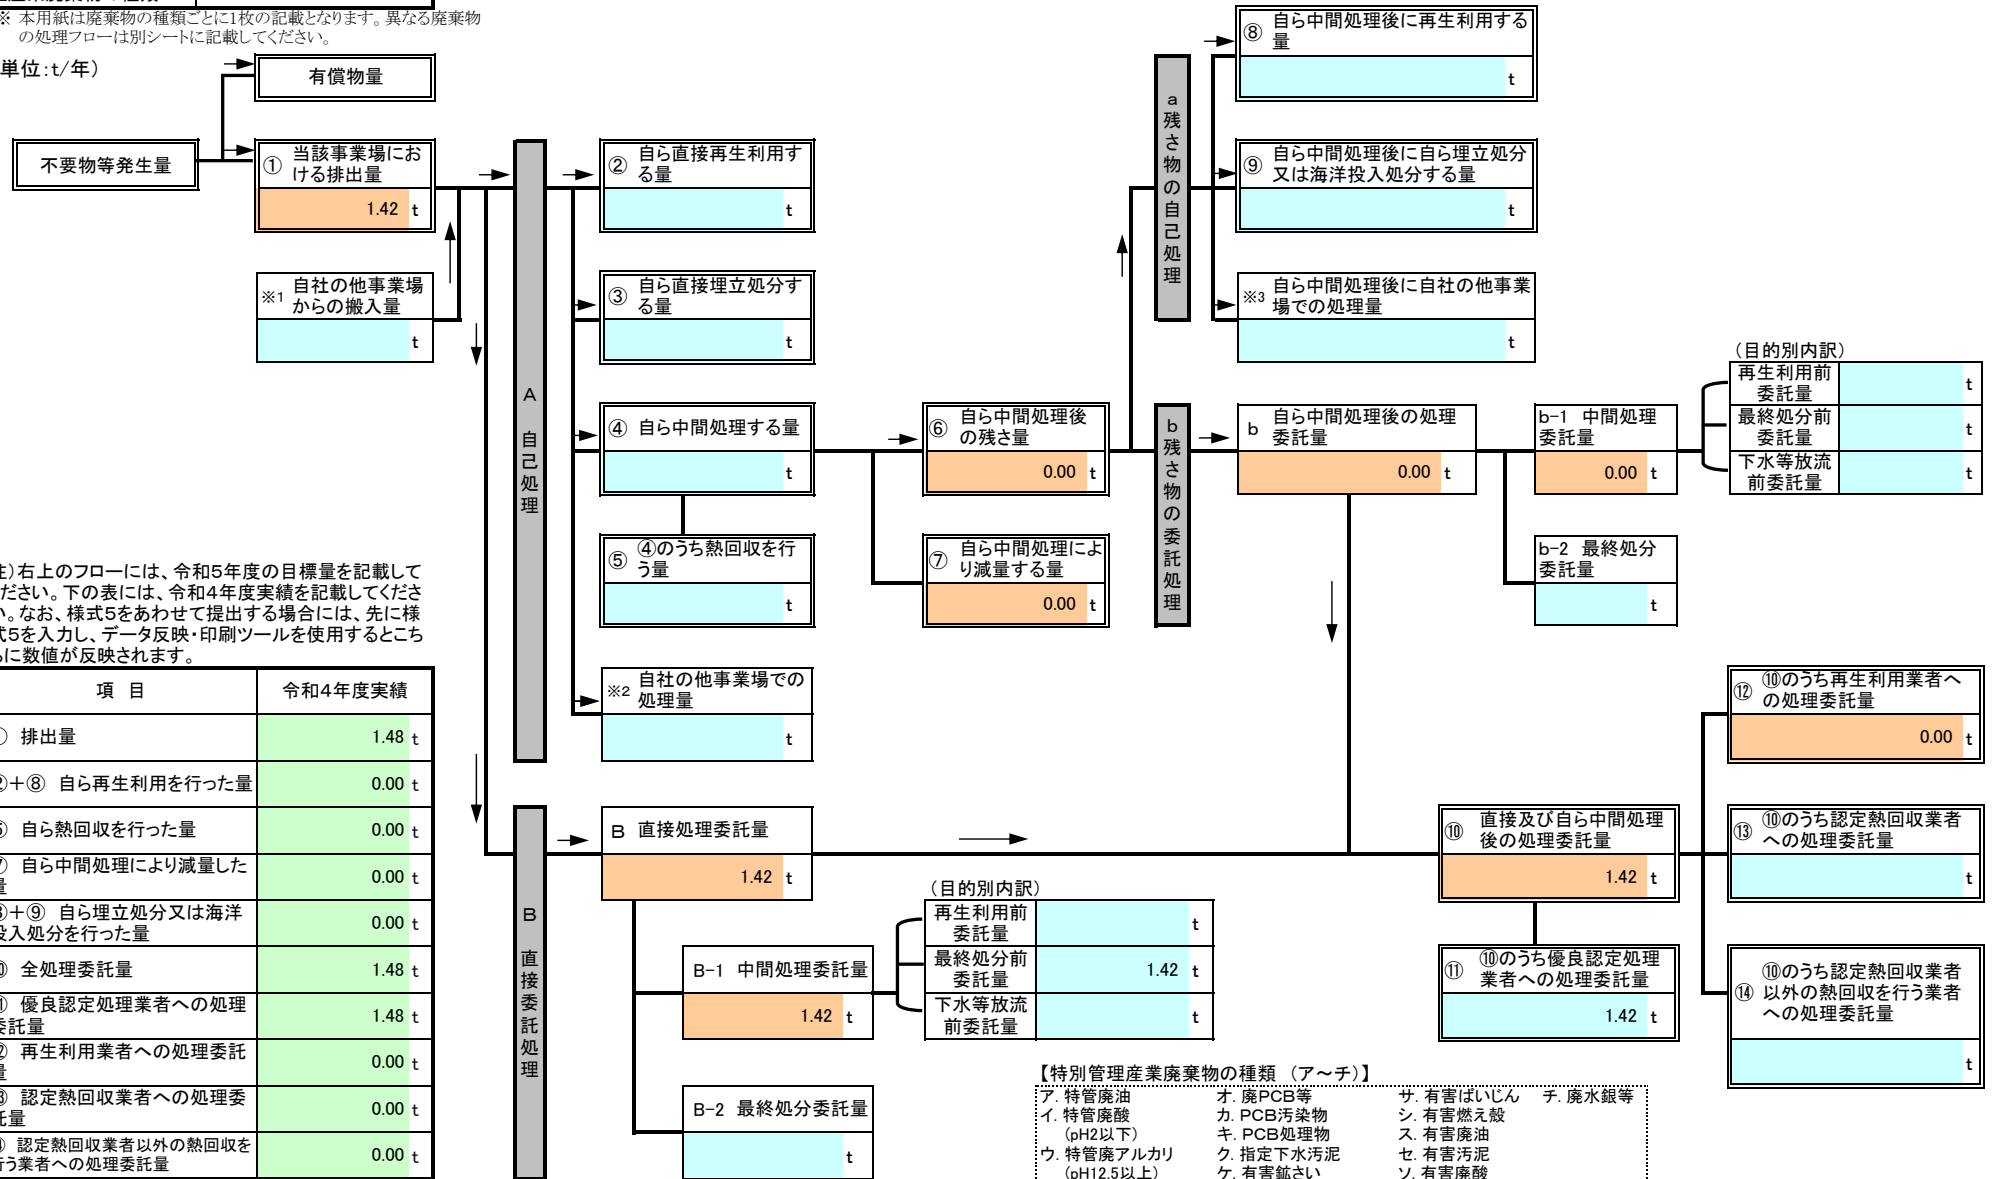 ※ 本用紙は廃棄物の種類ごとに1枚の記載となります。異なる廃棄物
の処理フローは別シートに記載してください。
単位:t/年)
有償物量
不要物等発生量
① 当該事業場にお
ける排出量
1.42 t
※1 自社の他事業場
からの搬入量
t
A 自己処理
② 自ら直接再生利用す
る量
t
③ 自ら直接埋立処分す
る量
t
④ 自ら中間処理する量
t
⑤ ④のうち熱回収を行
う量
t
※2 自社の他事業場での
処理量
t
⑥ 自ら中間処理後
の残さ量
0.00 t
⑦ 自ら中間処理によ
り減量する量
0.00 t
a 残さ物の自己処理
⑧ 自ら中間処理後に再生利用する
量
t
⑨ 自ら中間処理後に自ら埋立処分
又は海洋投入処分する量
t
※3 自ら中間処理後に自社の他事業
場での処理量
t
b 残さ物の委託処理
b 自ら中間処理後の処理
委託量
0.00 t
b-1 中間処理
委託量
0.00 t
b-2 最終処分
委託量
t
(目的別内訳)
再生利用前
委託量
t
最終処分前
委託量
t
下水等放流
前委託量
t
注)右上のフローには、令和5年度の目標量を記載して
ください。下の表には、令和4年度実績を記載してくださ
い。なお、様式5をあわせて提出する場合には、先に様
式5を入力し、データ反映・印刷ツールを使用するとこち
らに数値が反映されます。
項 目 令和4年度実績
① 排出量 1.48 t
②+⑧ 自ら再生利用を行った量 0.00 t
⑤ 自ら熱回収を行った量 0.00 t
⑦ 自ら中間処理により減量した
量 0.00 t
③+⑨ 自ら埋立処分又は海洋
投入処分を行った量 0.00 t
⑩ 全処理委託量 1.48 t
⑪ 優良認定処理業者への処理
委託量 1.48 t
⑫ 再生利用業者への処理委託
量 0.00 t
⑬ 認定熱回収業者への処理委
託量 0.00 t
⑭ 認定熱回収業者以外の熱回収を
行う業者への処理委託量 0.00 t
B 直接委託処理
B 直接処理委託量
1.42 t
B-1 中間処理委託量
1.42 t
B-2 最終処分委託量
t
(目的別内訳)
再生利用前
委託量
t
最終処分前
委託量
1.42 t
下水等放流
前委託量
t
⑩ 直接及び自ら中間処理
後の処理委託量
1.42 t
⑪ ⑩のうち優良認定処理
業者への処理委託量
1.42 t
⑫ ⑩のうち再生利用業者へ
の処理委託量
0.00 t
⑬ ⑩のうち認定熱回収業者
への処理委託量
t
⑭ ⑩のうち認定熱回収業者
以外の熱回収を行う業者
への処理委託量
t
【特別管理産業廃棄物の種類 (ア~チ)】
ア. 特管廃油 オ. 廃PCB等 サ. 有害ばいじん チ. 廃水銀等
イ. 特管廃酸 カ. PCB汚染物 シ. 有害燃え殻
(pH2以下) キ. PCB処理物 ス. 有害廃油
ウ. 特管廃アルカリ ク. 指定下水汚泥 セ. 有害汚泥
(pH12.5以上) ケ. 有害鉱さい ソ. 有害廃酸